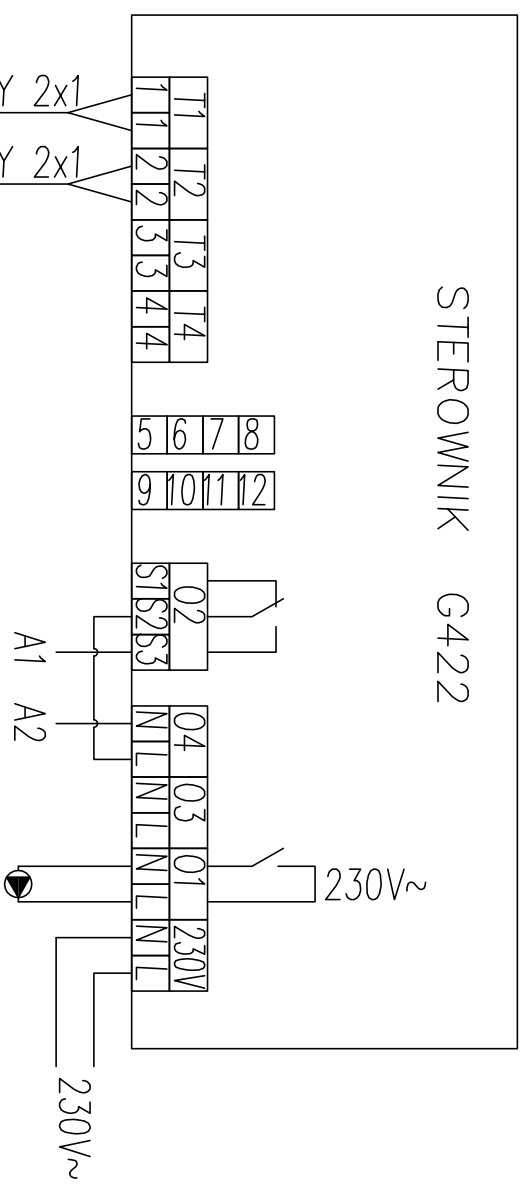 STEROWNIK G422
Y 2x1
Y 2x1
T1 T2 T3 T4
1 1 2 2 3 3 4 4
5 6 7 8
9 10 11 12
O2
S1 S2 S3
O4 O3 O1 230V
N L N L N L N L
A1
A2
230V~
230V~